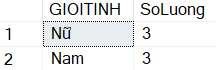 GIOITINH SoLuong
1 Nữ 3
2 Nam 3